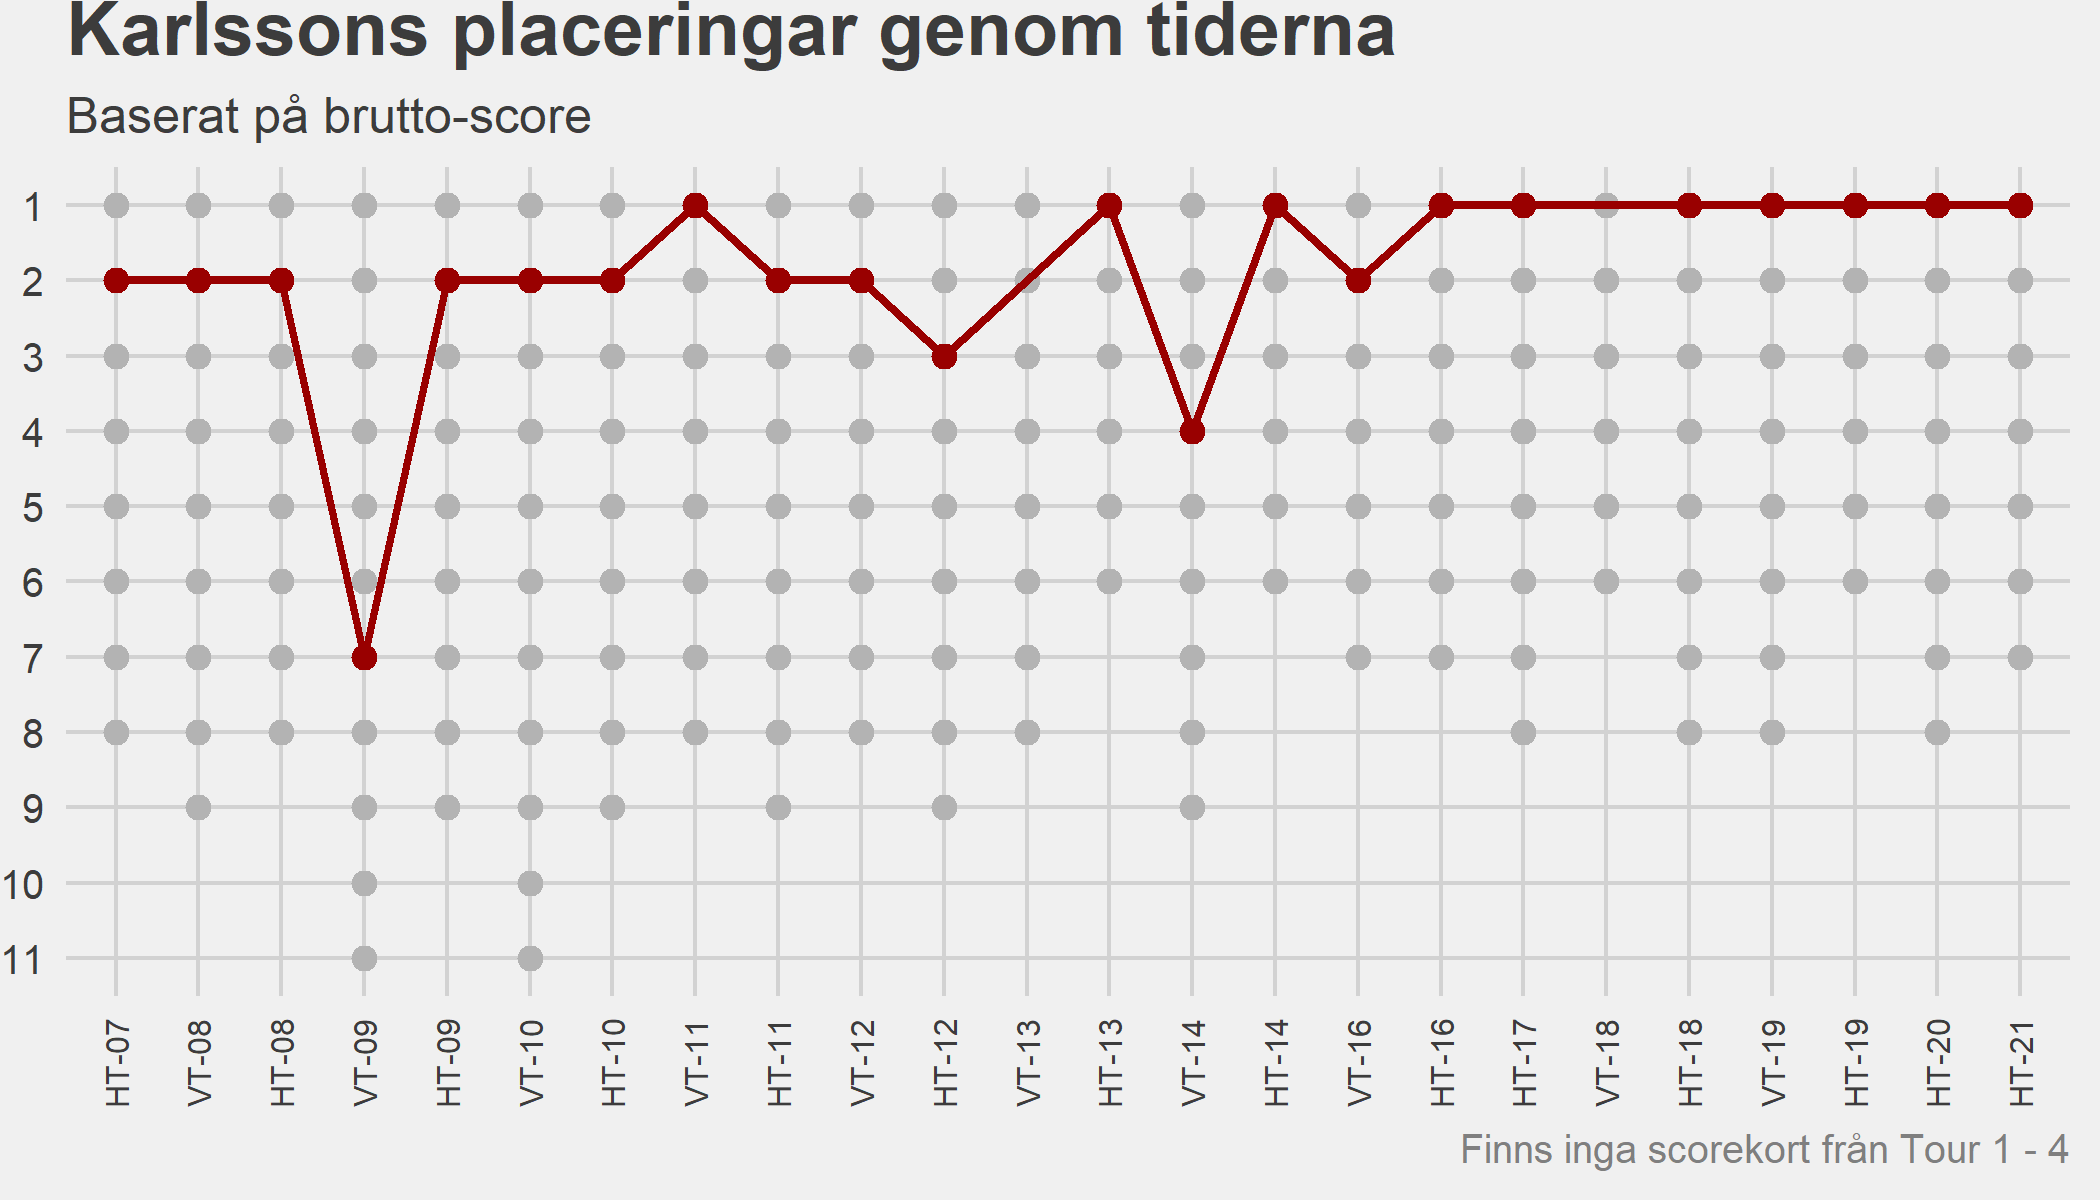 Karlssons placeringar genom tiderna
Baserat på brutto-score
1
2
3
4
5
6
7
8
9
10
11
HT-07
VT-08
HT-08
VT-09
HT-09
VT-10
HT-10
VT-11
HT-11
VT-12
HT-12
VT-13
HT-13
VT-14
HT-14
VT-16
HT-16
HT-17
VT-18
HT-18
VT-19
HT-19
HT-20
HT-21
Finns inga scorekort från Tour 1 - 4